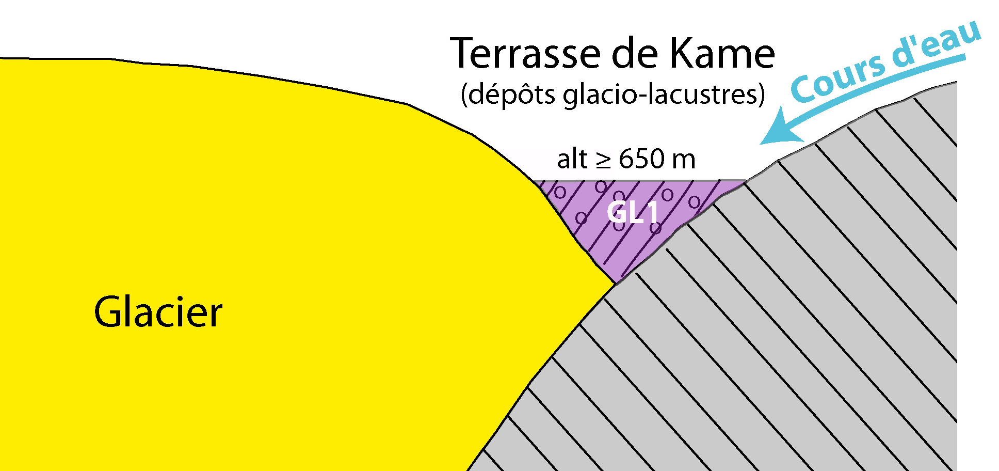 Terrasse de Kame
(dépôts glacio-lacustres)
Cours d'eau
alt ≥ 650 m
GL1
Glacier